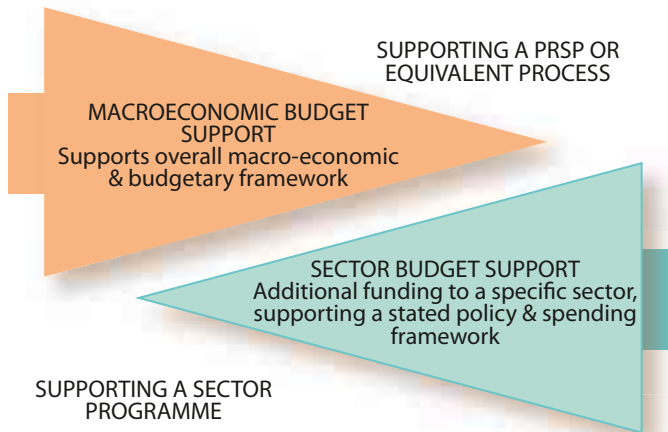 SUPPORTING A PRSP OR
EQUIVALENT PROCESS
MACROECONOMIC BUDGET
SUPPORT
Supports overall macro-economic
& budgetary framework
SECTOR BUDGET SUPPORT
Additional funding to a specific sector,
supporting a stated policy & spending
framework
SUPPORTING A SECTOR
PROGRAMME